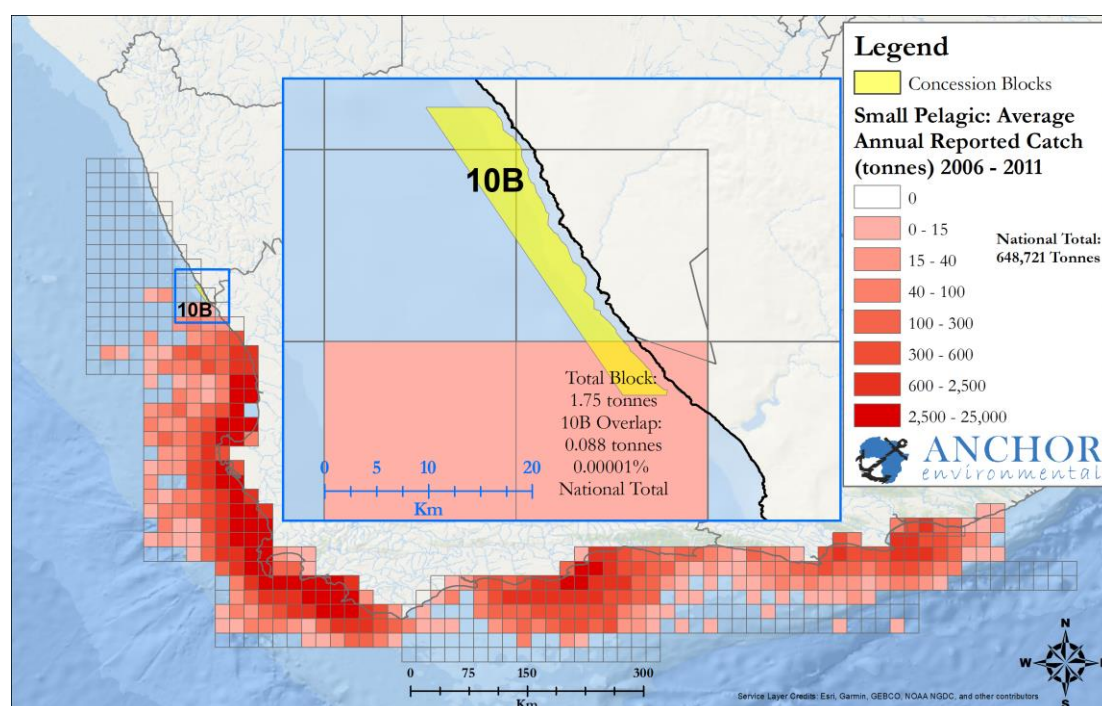 Legend
Concession Blocks
Small Pelagic: Average
Annual Reported Catch
(tonnes) 2006 - 2011
0
0 - 15
15 - 40
40 - 100
100 - 300
300 - 600
600 - 2,500
2,500 - 25,000
National Total:
648,721 Tonnes
ANCHOR
environmental
10B
10B
Total Block:
1.75 tonnes
10B Overlap:
0.088 tonnes
0.00001%
National Total
0 5 10 20
Km
0 75 150 300
Km
N
W
S
Service Layer Credits: Esri, Garmin, GEBCO, NOAA NGDC, and other contributors